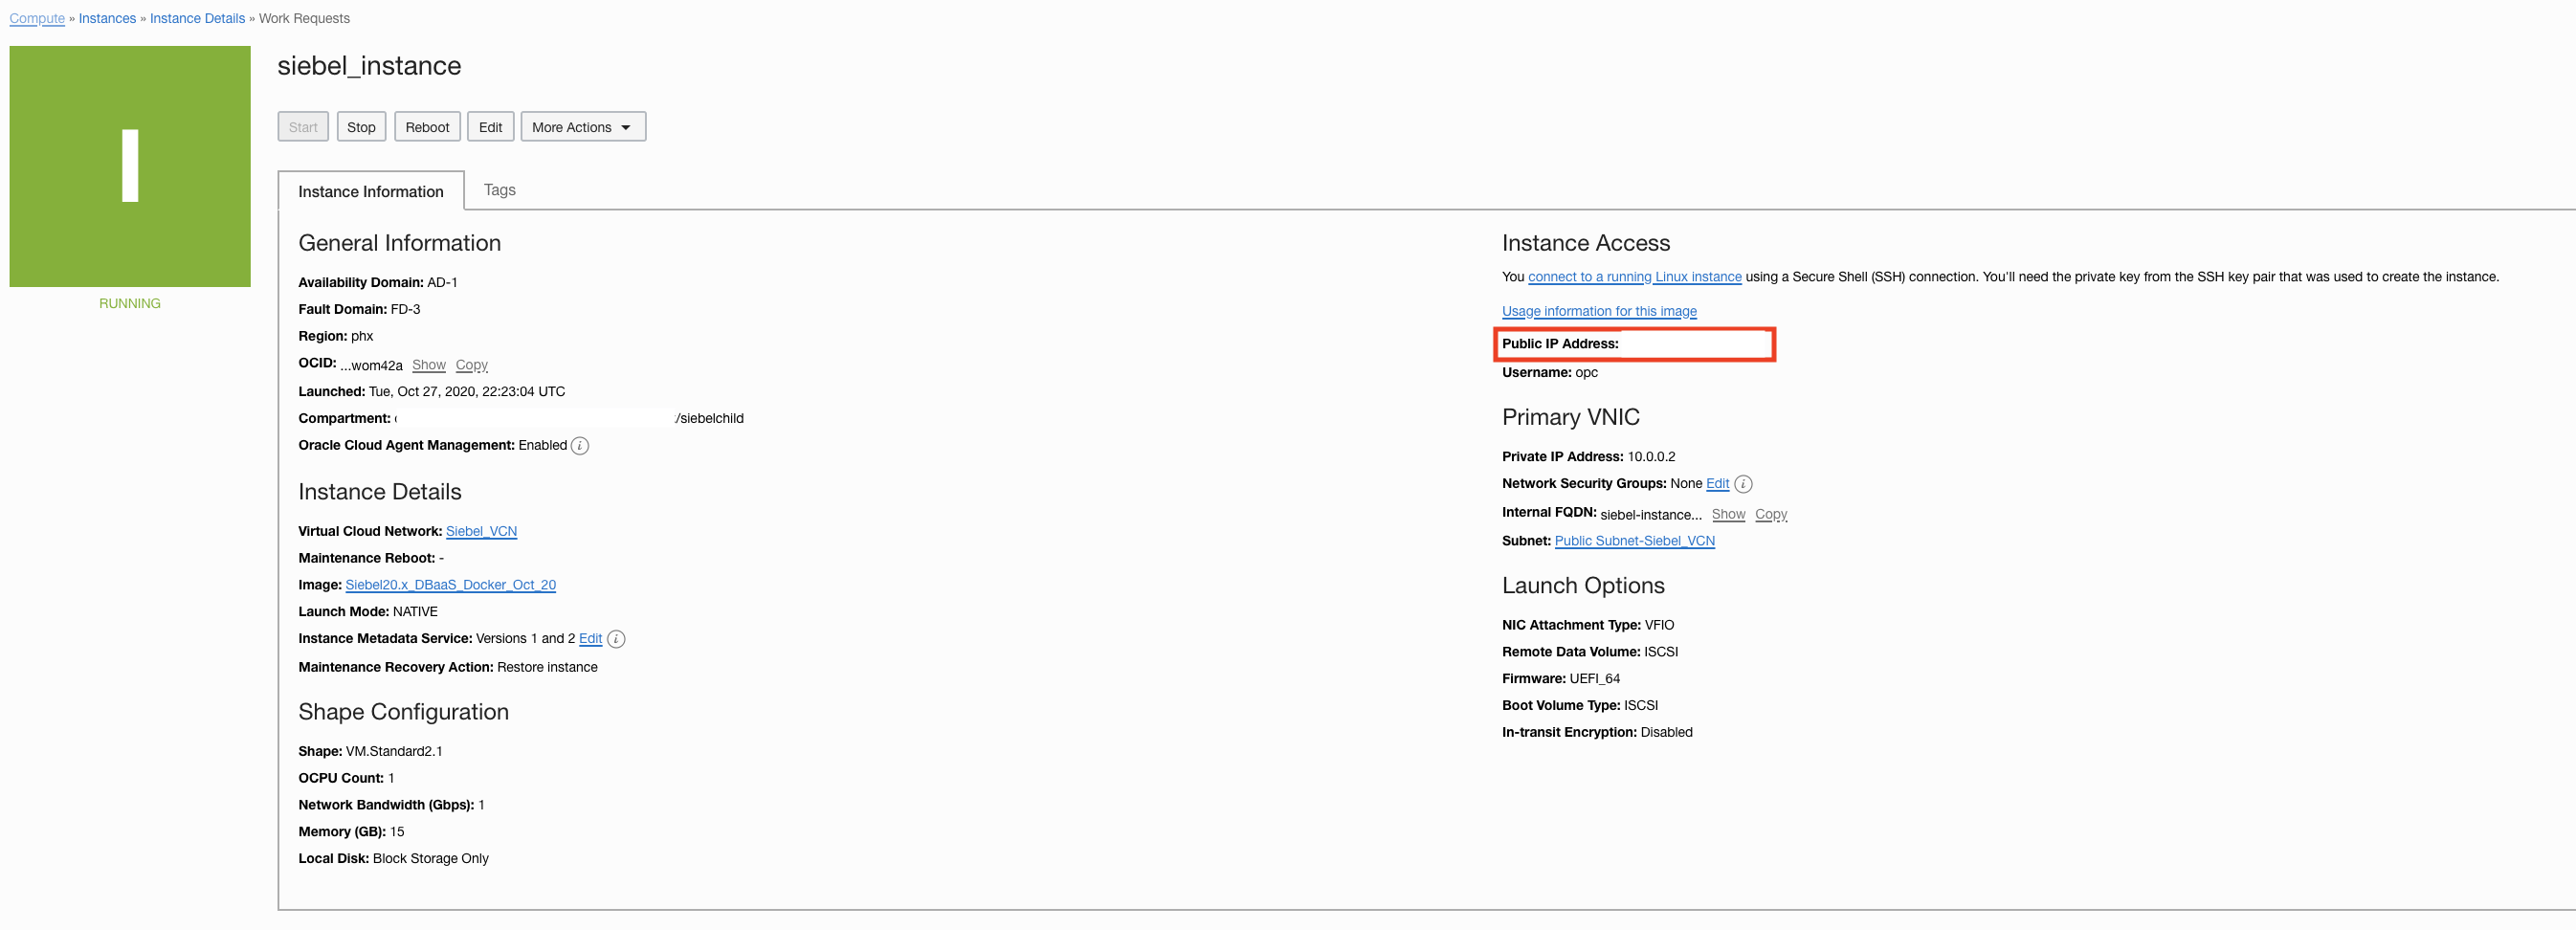 Compute » Instances » Instance Details » Work Requests
I
RUNNING
siebel_instance
Start Stop Reboot Edit More Actions
Instance Information Tags
General Information
Availability Domain: AD-1
Fault Domain: FD-3
Region: phx
OCID: ...wom42a Show Copy
Launched: Tue, Oct 27, 2020, 22:23:04 UTC
Compartment: /siebelchild
Oracle Cloud Agent Management: Enabled i
Instance Details
Virtual Cloud Network: Siebel_VCN
Maintenance Reboot: -
Image: Siebel20.x_DBaaS_Docker_Oct_20
Launch Mode: NATIVE
Instance Metadata Service: Versions 1 and 2 Edit i
Maintenance Recovery Action: Restore instance
Shape Configuration
Shape: VM.Standard2.1
OCPU Count: 1
Network Bandwidth (Gbps): 1
Memory (GB): 15
Local Disk: Block Storage Only
Instance Access
You connect to a running Linux instance using a Secure Shell (SSH) connection. You'll need the private key from the SSH key pair that was used to create the instance.
Usage information for this image
Public IP Address:
Username: opc
Primary VNIC
Private IP Address: 10.0.0.2
Network Security Groups: None Edit i
Internal FQDN: siebel-instance... Show Copy
Subnet: Public Subnet-Siebel_VCN
Launch Options
NIC Attachment Type: VFIO
Remote Data Volume: ISCSI
Firmware: UEFI_64
Boot Volume Type: ISCSI
In-transit Encryption: Disabled